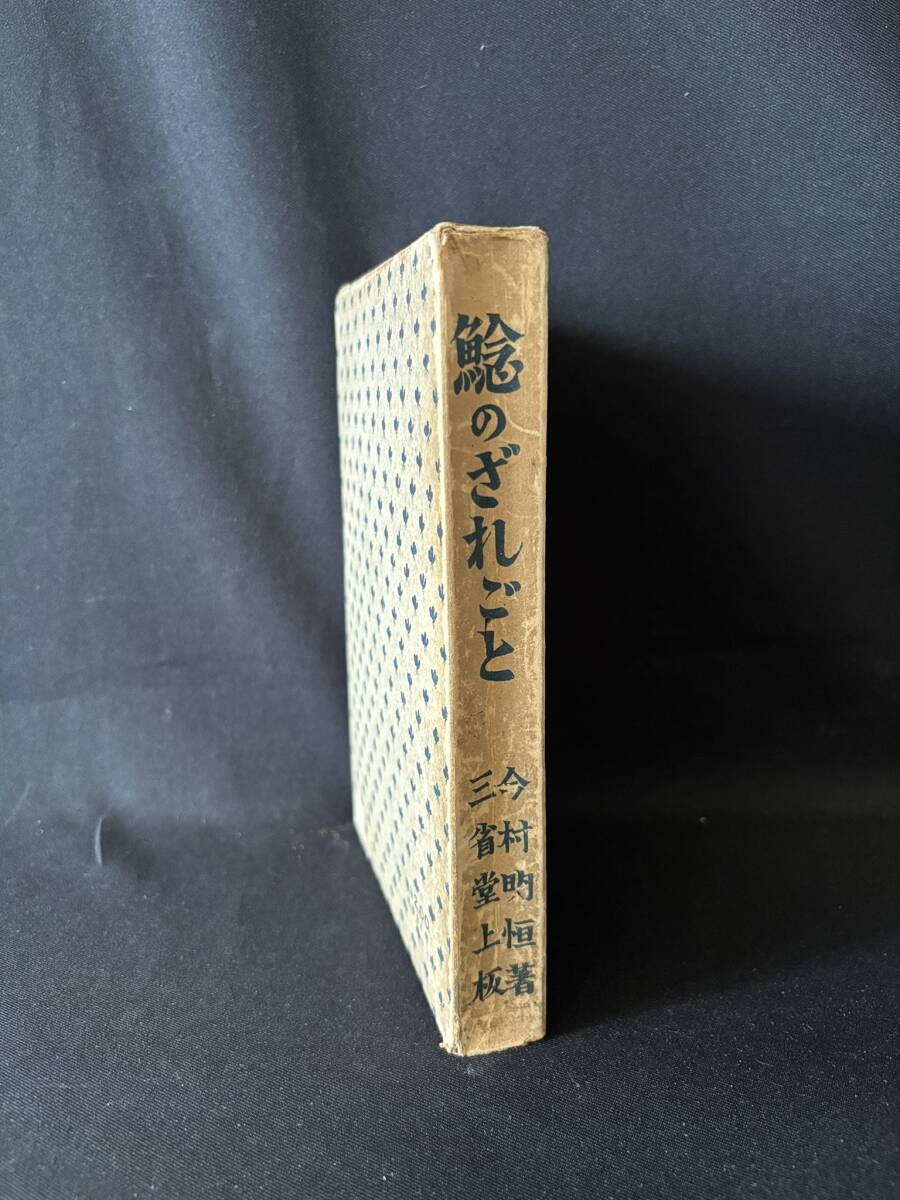 鯰のざれごと
今村明恒著
三省堂上板